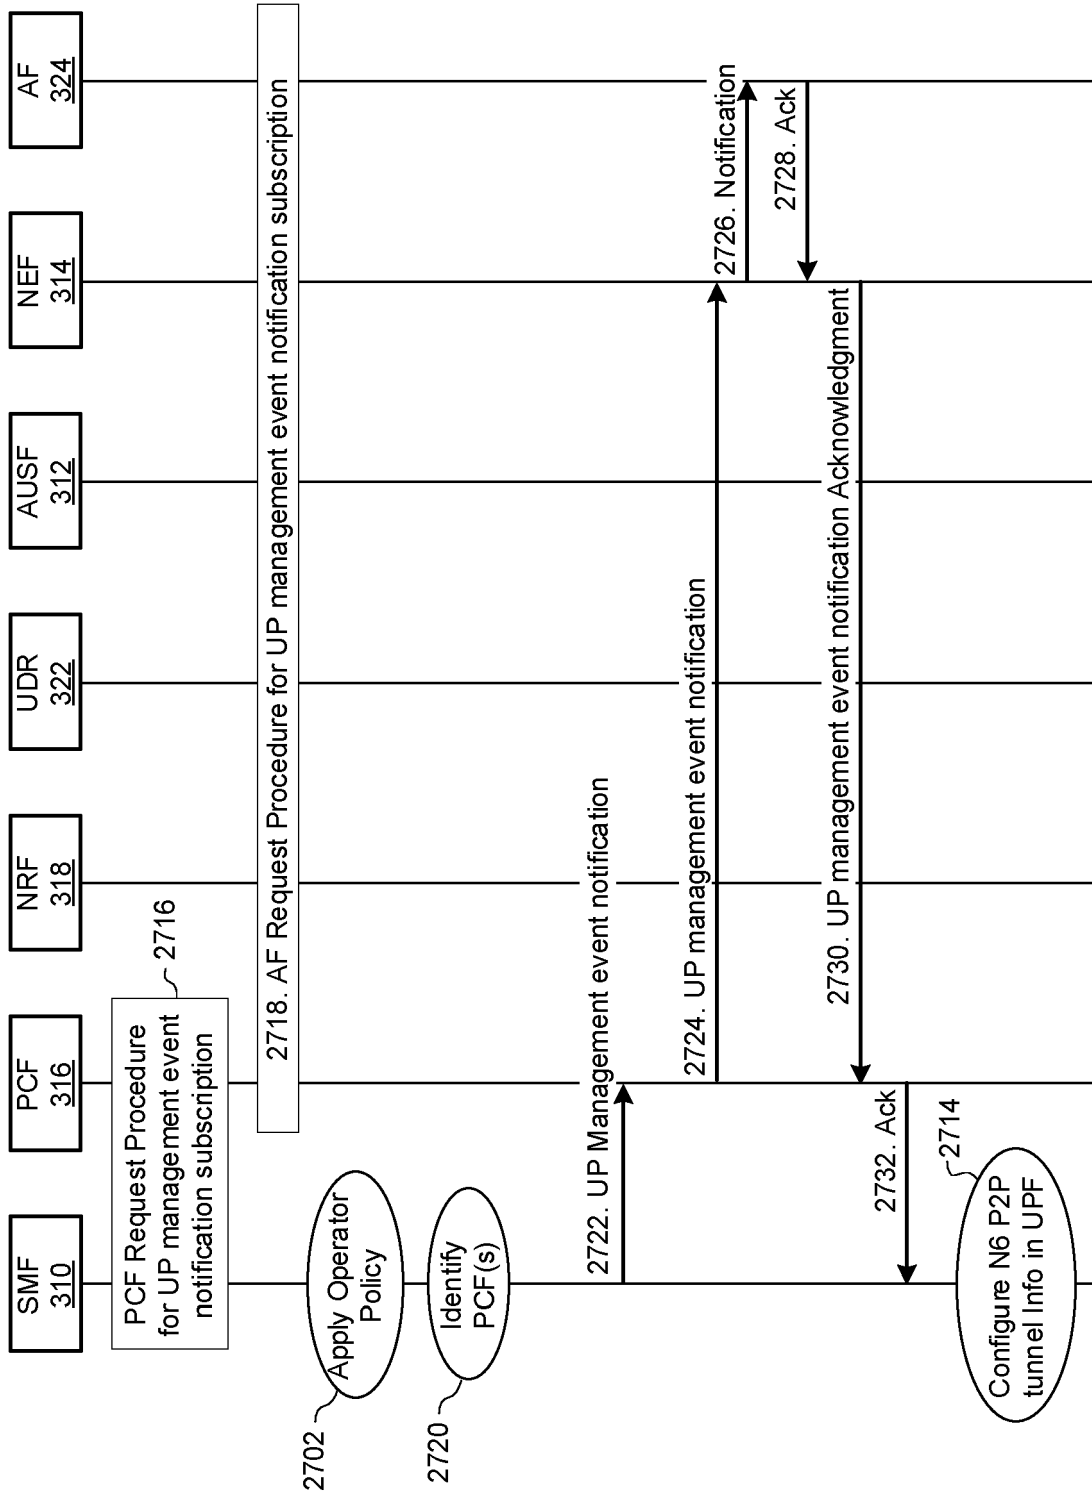 SMF
310
PCF
316
NRF
318
UDR
322
AUSF
312
NEF
314
AF
324
PCF Request Procedure
for UP management event
notification subscription
2716
2718. AF Request Procedure for UP management event notification subscription
Apply Operator
Policy
2702
Identify
PCF(s)
2720
2722. UP Management event notification
2724. UP management event notification
2726. Notification
2728. Ack
2730. UP management event notification Acknowledgment
2732. Ack
Configure N6 P2P
tunnel Info in UPF
2714